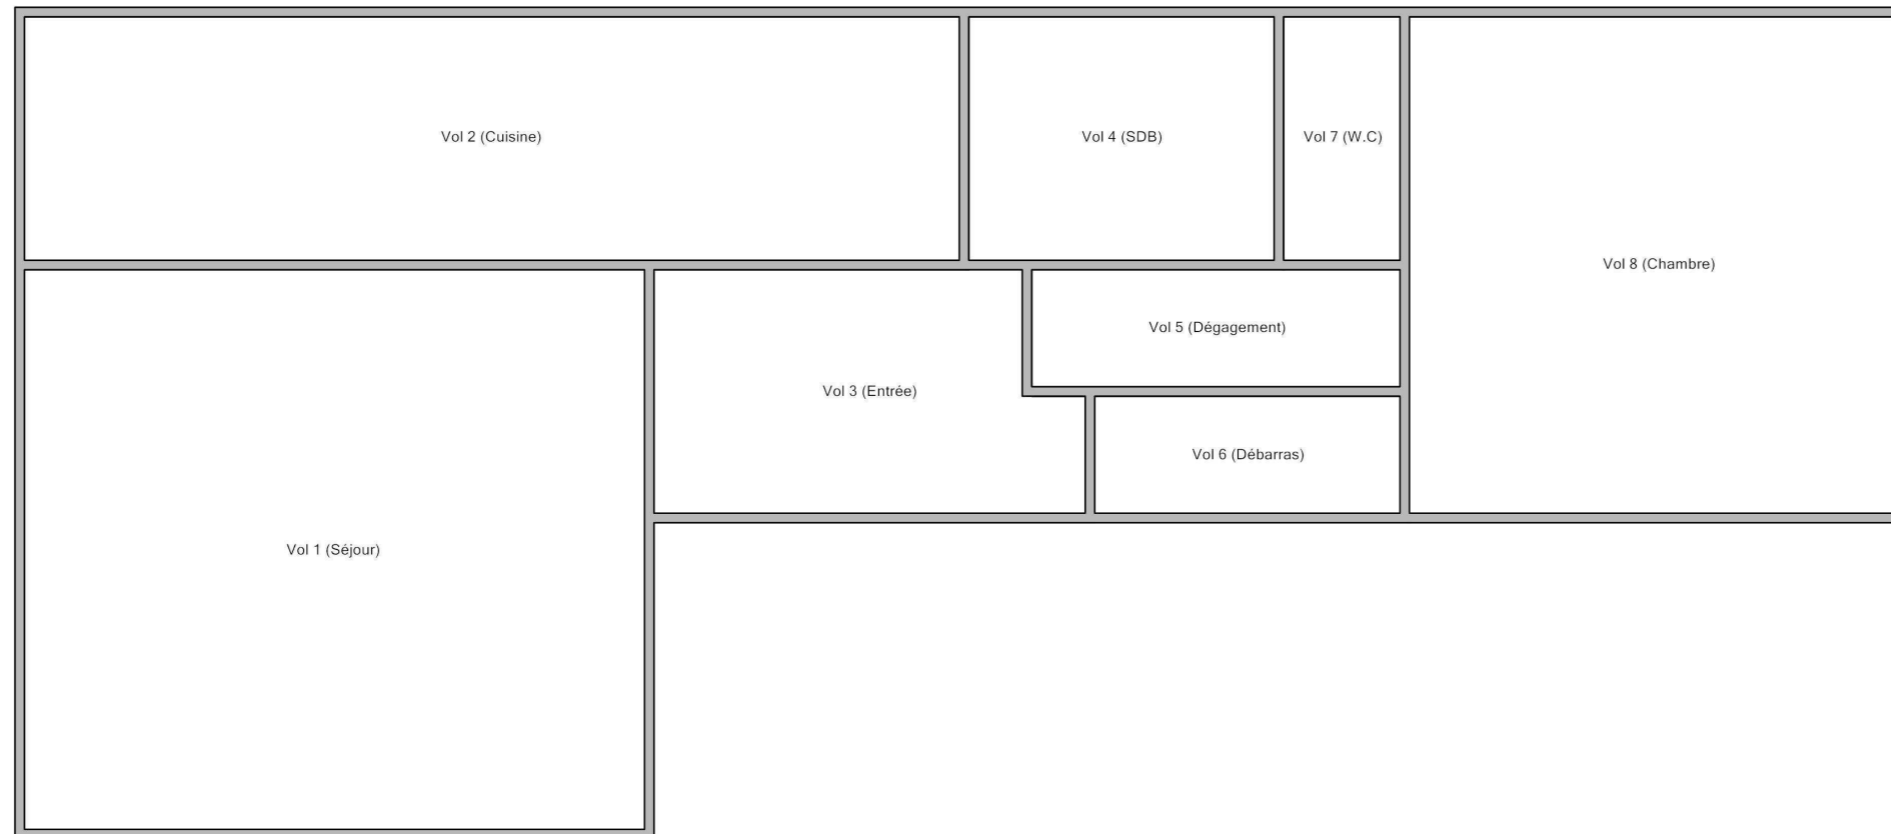 Vol 2 (Cuisine)
Vol 4 (SDB)
Vol 7 (W.C)
Vol 8 (Chambre)
Vol 5 (Dégagement)
Vol 3 (Entrée)
Vol 6 (Débarras)
Vol 1 (Séjour)